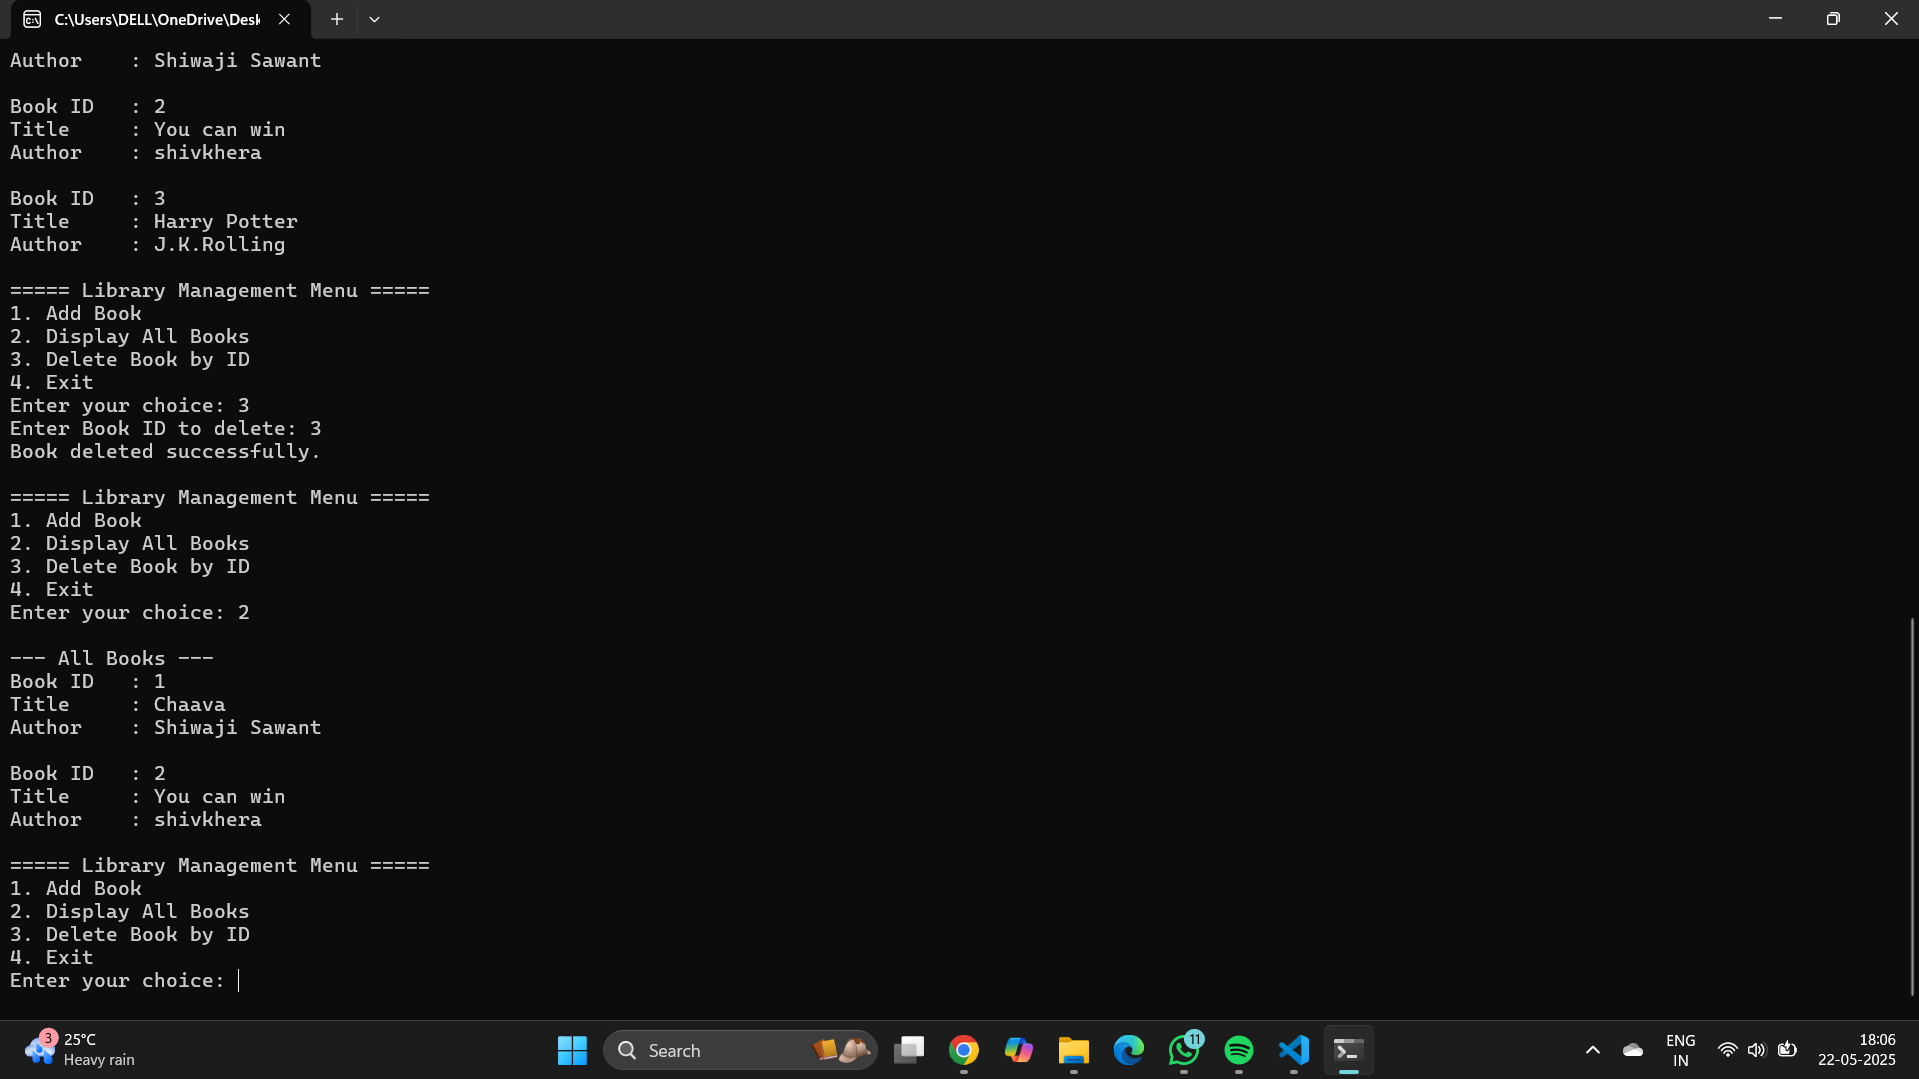 C:\Users\DELL\OneDrive\Desk
Author    : Shiwaji Sawant
Book ID   : 2
Title     : You can win
Author    : shivkhera
Book ID   : 3
Title     : Harry Potter
Author    : J.K.Rolling
===== Library Management Menu =====
1. Add Book
2. Display All Books
3. Delete Book by ID
4. Exit
Enter your choice: 3
Enter Book ID to delete: 3
Book deleted successfully.
===== Library Management Menu =====
1. Add Book
2. Display All Books
3. Delete Book by ID
4. Exit
Enter your choice: 2
--- All Books ---
Book ID   : 1
Title     : Chaava
Author    : Shiwaji Sawant
Book ID   : 2
Title     : You can win
Author    : shivkhera
===== Library Management Menu =====
1. Add Book
2. Display All Books
3. Delete Book by ID
4. Exit
Enter your choice:
3
25°C
Heavy rain
Search
11
ENG
IN
18:06
22-05-2025